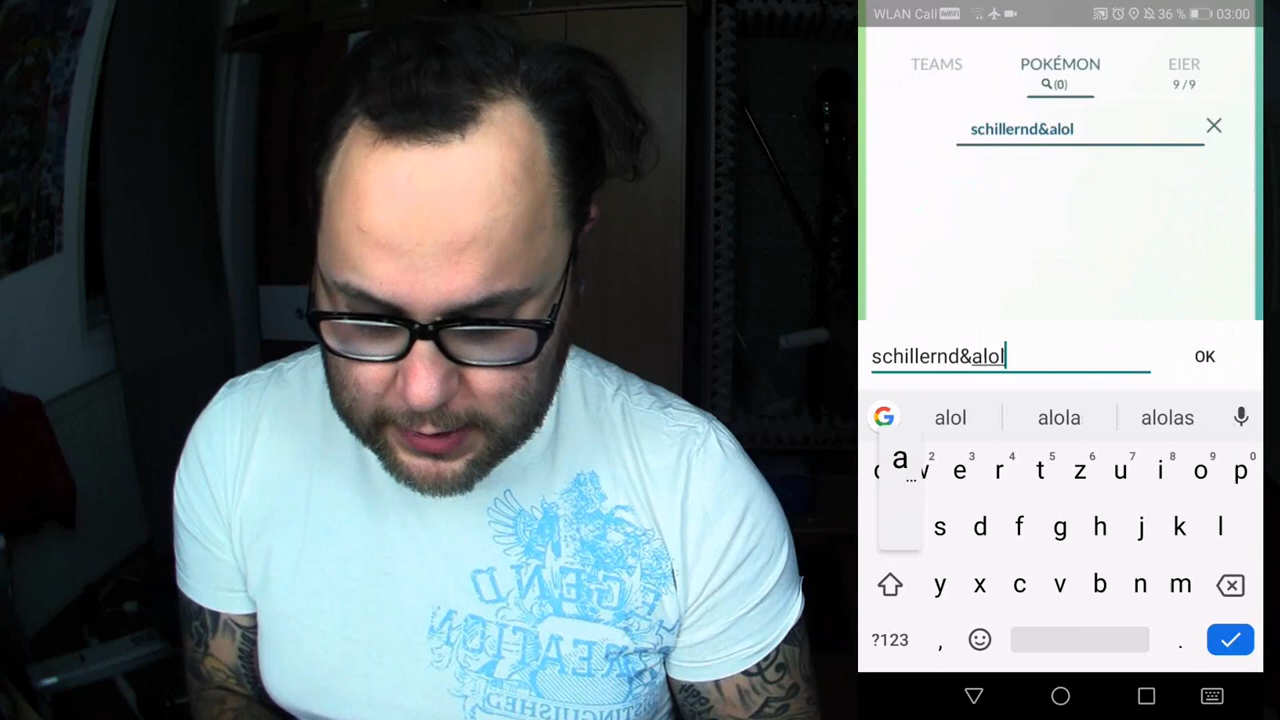 WLAN Call WiFi 36 % 03:00
TEAMS POKÉMON EIER
(0) 9/9
schillernd&alol
schillernd&alol OK
alol alola alolas
a
2 3 4 5 6 7 8 9 0
w e r t z u i o p
s d f g h j k l
y x c v b n m
?123 , .